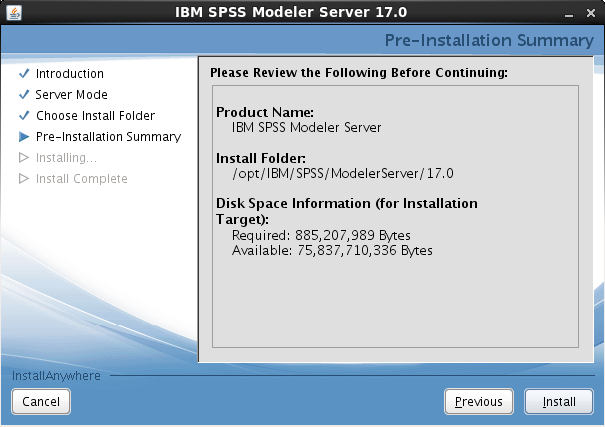 IBM SPSS Modeler Server 17.0
Pre-Installation Summary
Introduction
Server Mode
Choose Install Folder
Pre-Installation Summary
Installing...
Install Complete
Please Review the Following Before Continuing:
Product Name:
IBM SPSS Modeler Server
Install Folder:
/opt/IBM/SPSS/ModelerServer/17.0
Disk Space Information (for Installation
Target):
Required: 885,207,989 Bytes
Available: 75,837,710,336 Bytes
InstallAnywhere
Cancel
Previous
Install